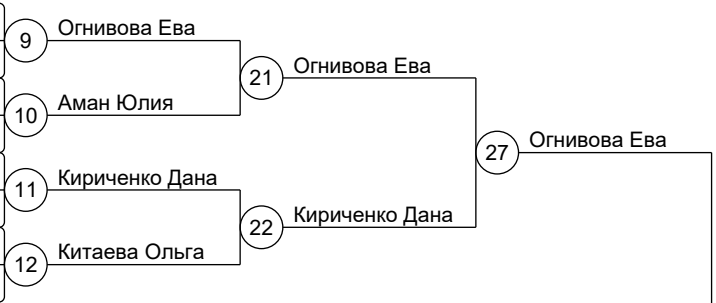 9 Огнивова Ева
21 Огнивова Ева
10 Аман Юлия
27 Огнивова Ева
11 Кириченко Дана
22 Кириченко Дана
12 Китаева Ольга